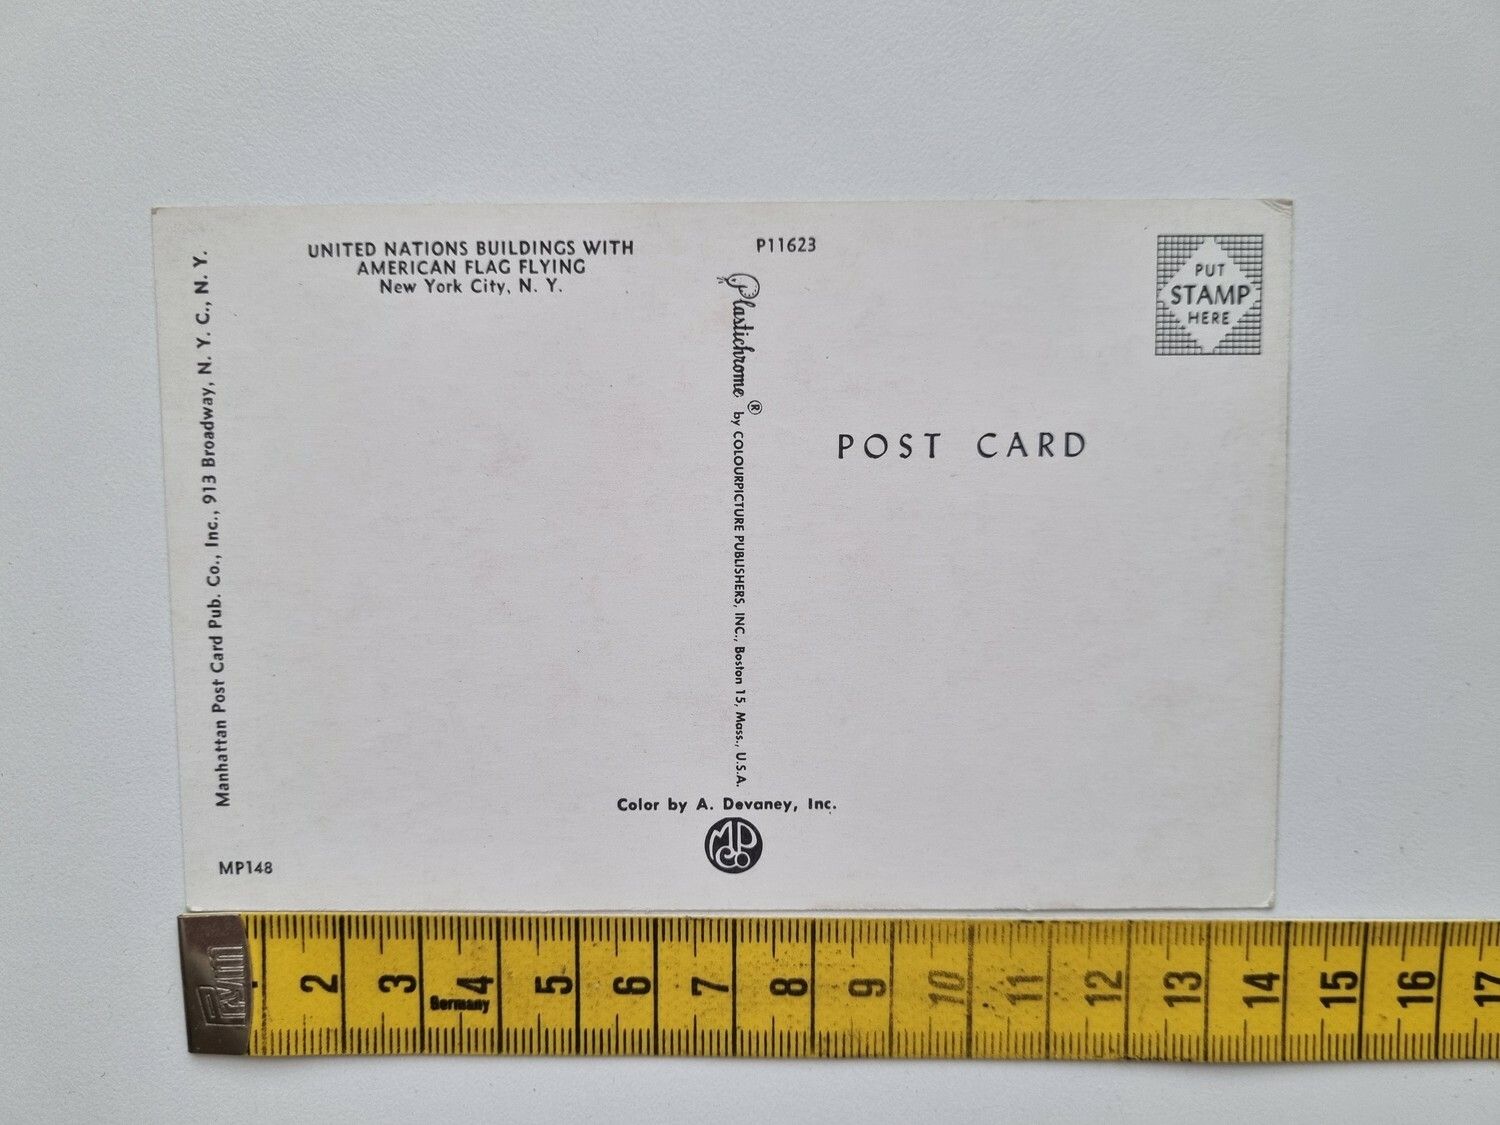 UNITED NATIONS BUILDINGS WITH
AMERICAN FLAG FLYING
New York City, N. Y.
P11623
PUT
STAMP
HERE
Manhattan Post Card Pub. Co., Inc., 913 Broadway, N. Y. C., N. Y.
Plastichrome ® by COLOURPICTURE PUBLISHERS, INC., Boston 15, Mass., U.S.A.
POST CARD
Color by A. Devaney, Inc.
MPCo
MP148
Prym
2 3 4 5 6 7 8 9 10 11 12 13 14 15 16 17
Germany